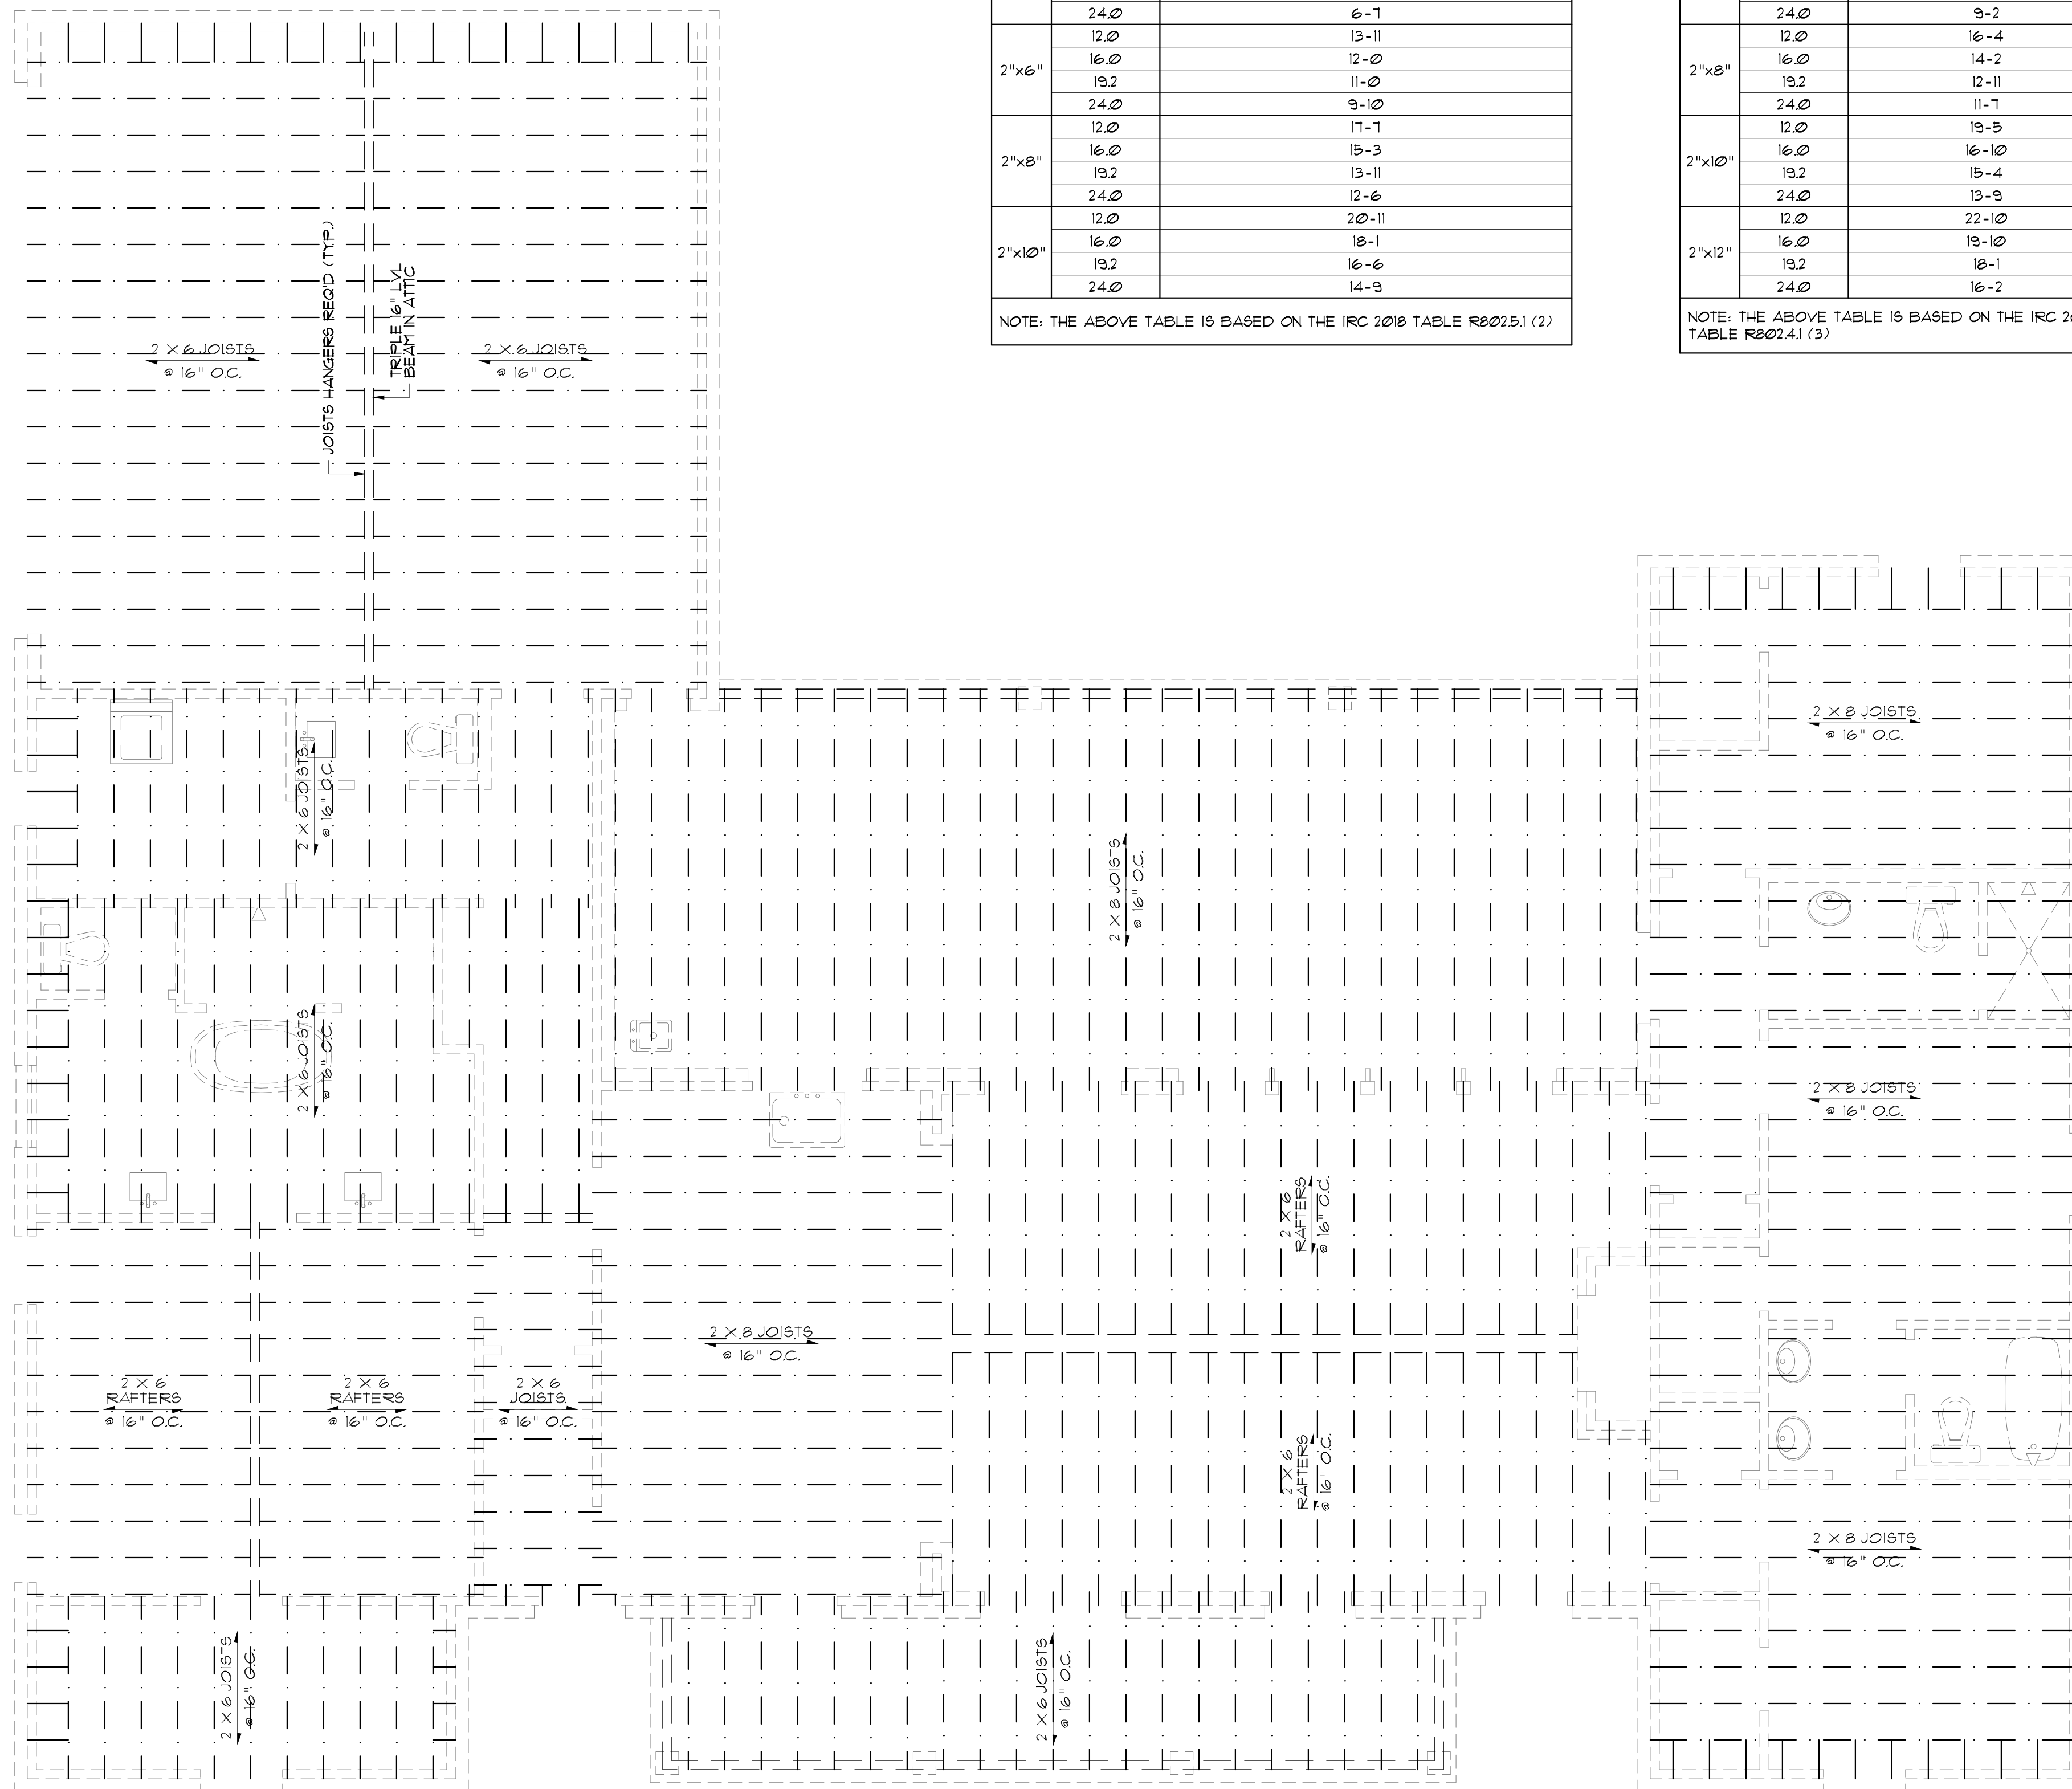 24.0 6-7
2"x6" 12.0 13-11
16.0 12-0
19.2 11-0
24.0 9-10
2"x8" 12.0 17-7
16.0 15-3
19.2 13-11
24.0 12-6
2"x10" 12.0 20-11
16.0 18-1
19.2 16-6
24.0 14-9
NOTE: THE ABOVE TABLE IS BASED ON THE IRC 2018 TABLE R802.5.1 (2)
24.0 9-2
2"x8" 12.0 16-4
16.0 14-2
19.2 12-11
24.0 11-7
2"x10" 12.0 19-5
16.0 16-10
19.2 15-4
24.0 13-9
2"x12" 12.0 22-10
16.0 19-10
19.2 18-1
24.0 16-2
NOTE: THE ABOVE TABLE IS BASED ON THE IRC
TABLE R802.4.1 (3)
JOISTS HANGERS REQ'D (TYP.)
TRIPLE 16" LVL
BEAM IN ATTIC
2 X 6 JOISTS
@ 16" O.C.
2 X 6 JOISTS
@ 16" O.C.
2 X 6 JOISTS
@ 16" O.C.
2 X 8 JOISTS
@ 16" O.C.
2 X 8 JOISTS
@ 16" O.C.
2 X 6 JOISTS
@ 16" O.C.
2 X 8 JOISTS
@ 16" O.C.
2 X 6
RAFTERS
@ 16" O.C.
2 X 8 JOISTS
@ 16" O.C.
2 X 6
RAFTERS
@ 16" O.C.
2 X 6
RAFTERS
@ 16" O.C.
2 X 6
JOISTS
@ 16" O.C.
2 X 6
RAFTERS
@ 16" O.C.
2 X 8 JOISTS
@ 16" O.C.
2 X 6 JOISTS
@ 16" O.C.
2 X 6 JOISTS
@ 16" O.C.